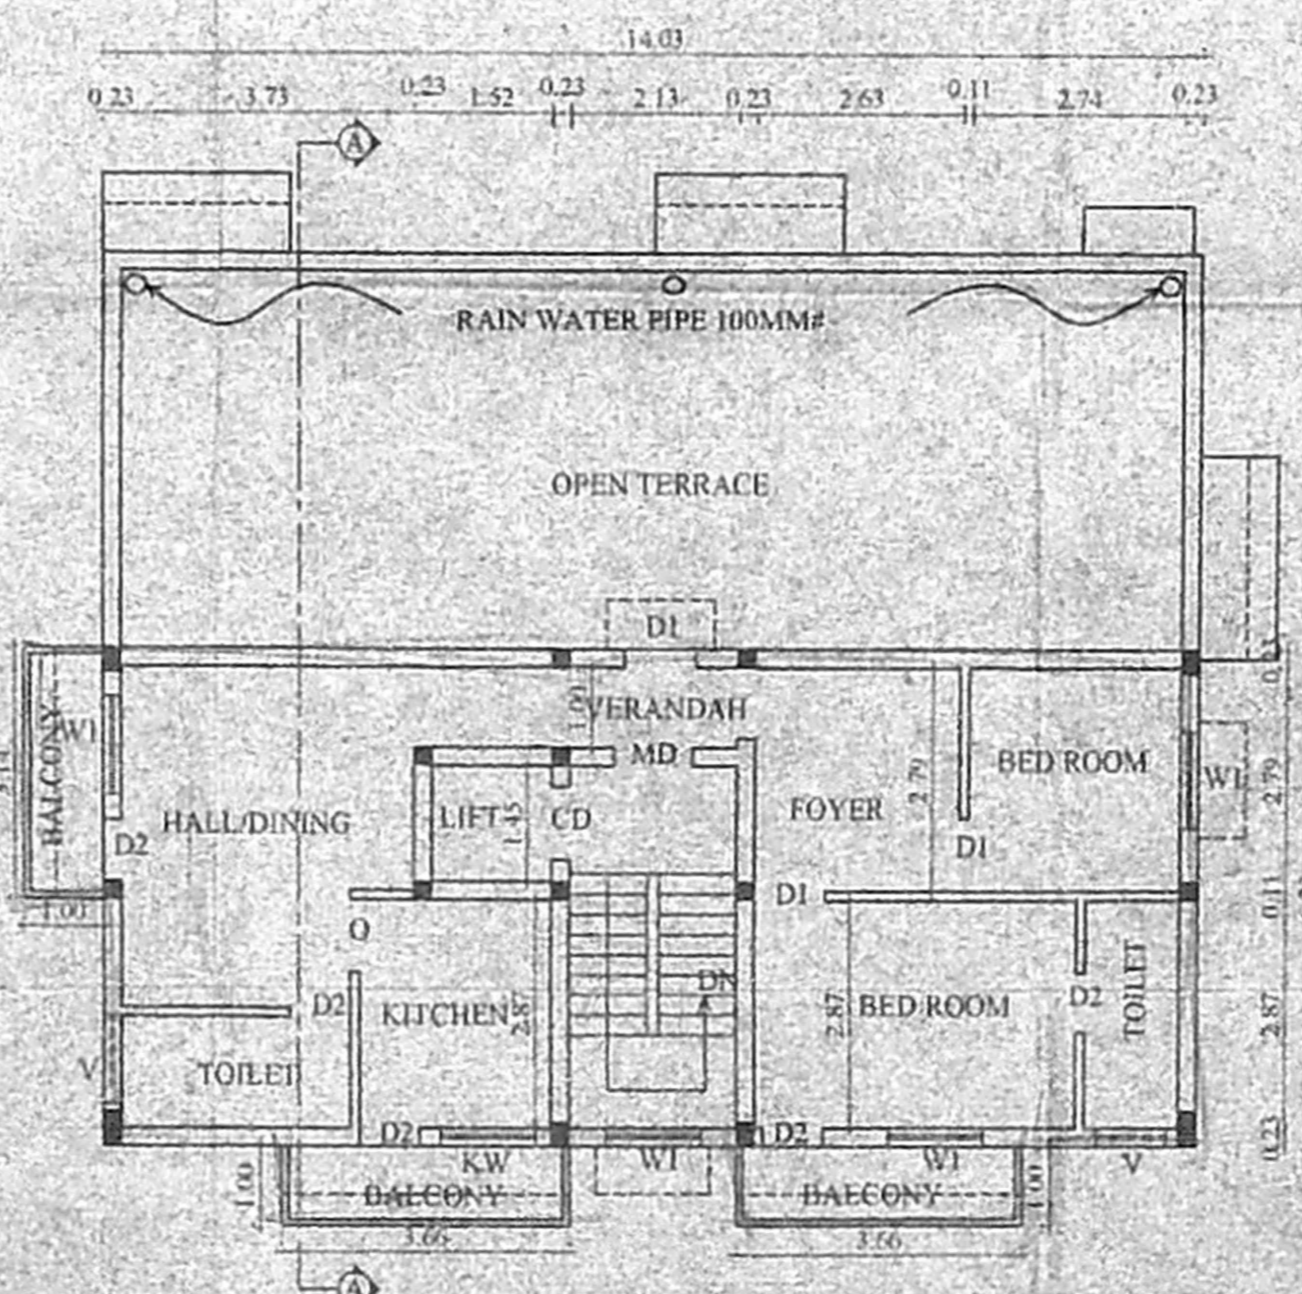 14.03
0.23 3.73 0.23 1.52 0.23 2.13 0.23 2.63 0.11 2.74 0.23
A
RAIN WATER PIPE 100MM#
OPEN TERRACE
D1
VERANDAH
W1
BALCONY
MD
BED ROOM
W1
2.79
2.79
HALL/DINING
LIFT
CD
FOYER
D2
D1
1.00
D1
0.11
O
TOILET
D2
KITCHEN
DN
2.87
BED ROOM
D2
2.87
V
TOILET
D2
D2
0.23
KW
W1
W1
V
1.00
BALCONY
BALCONY
1.00
3.66
3.66
A